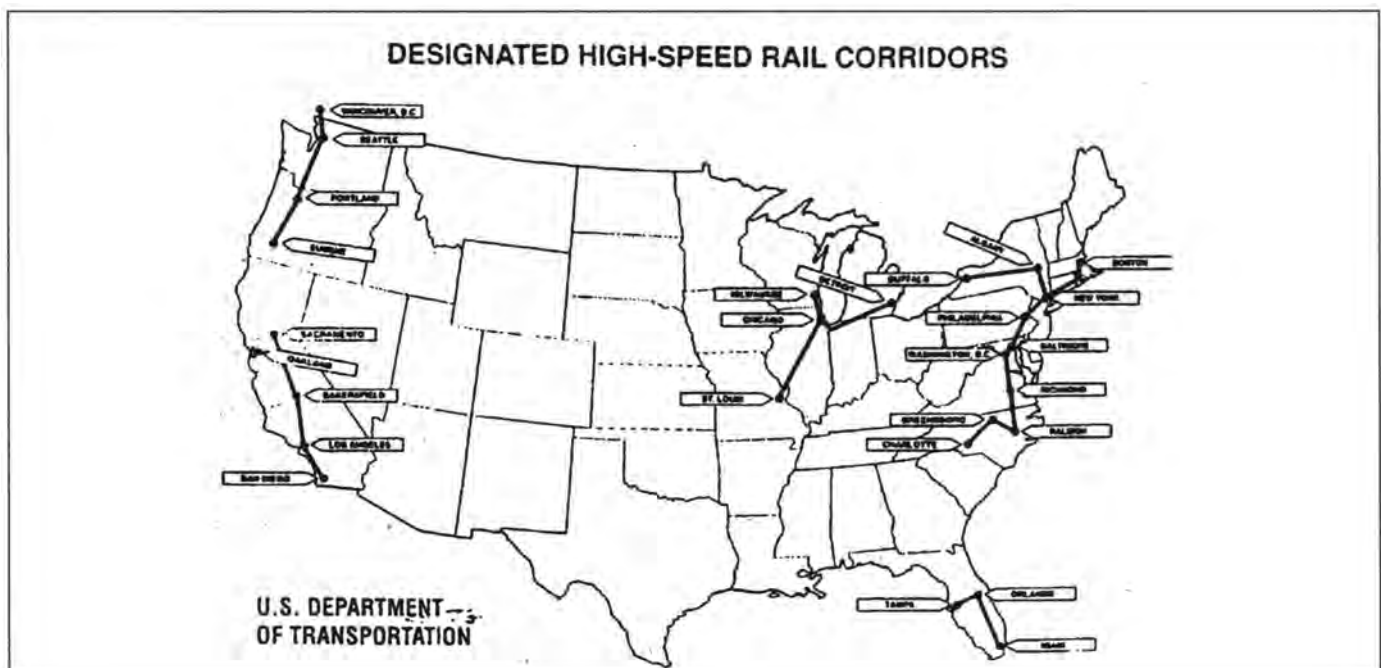 DESIGNATED HIGH-SPEED RAIL CORRIDORS
VANCOUVER, B.C.
SEATTLE
PORTLAND
EUGENE
SACRAMENTO
OAKLAND
BAKERSFIELD
LOS ANGELES
SAN DIEGO
MILWAUKEE
CHICAGO
DETROIT
ST. LOUIS
BUFFALO
ALBANY
BOSTON
NEW YORK
PHILADELPHIA
BALTIMORE
WASHINGTON, D.C.
RICHMOND
GREENSBORO
RALEIGH
CHARLOTTE
ORLANDO
TAMPA
MIAMI
U.S. DEPARTMENT
OF TRANSPORTATION